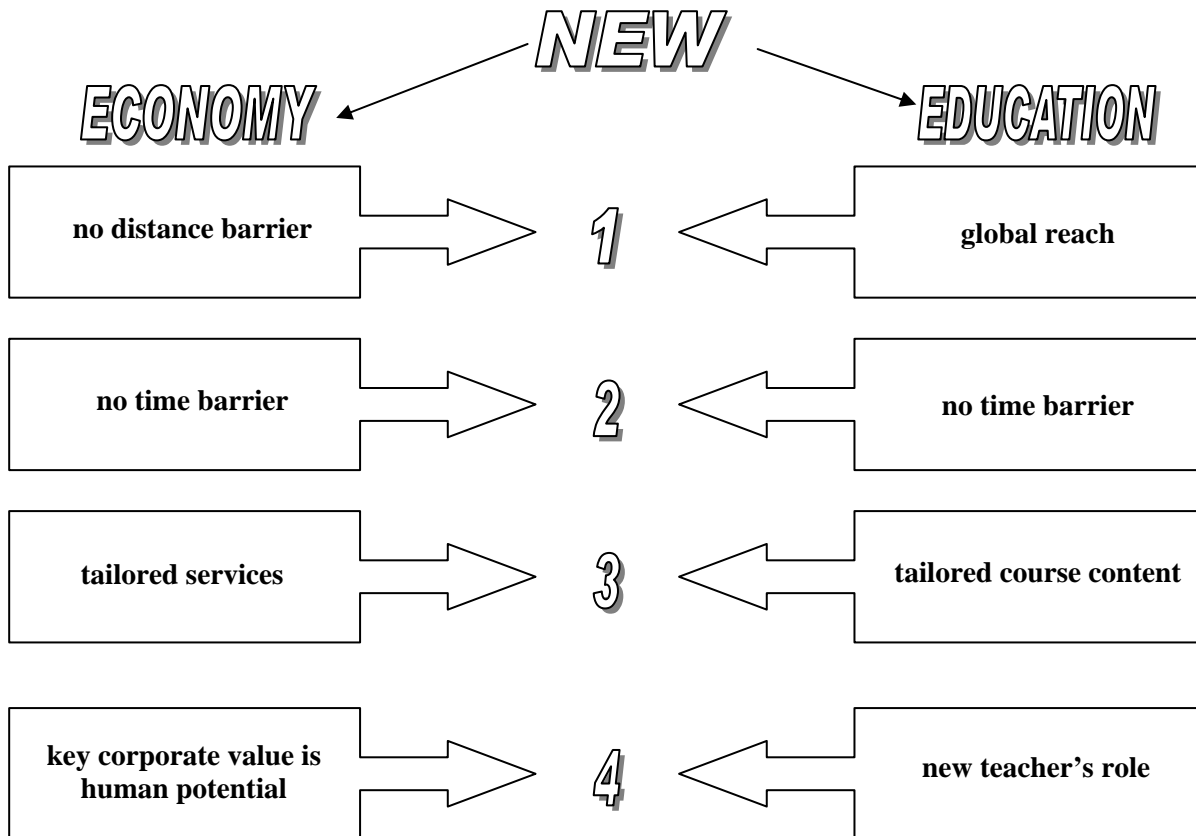 NEW
ECONOMY
EDUCATION
no distance barrier
1
global reach
no time barrier
2
no time barrier
tailored services
3
tailored course content
key corporate value is
human potential
4
new teacher’s role